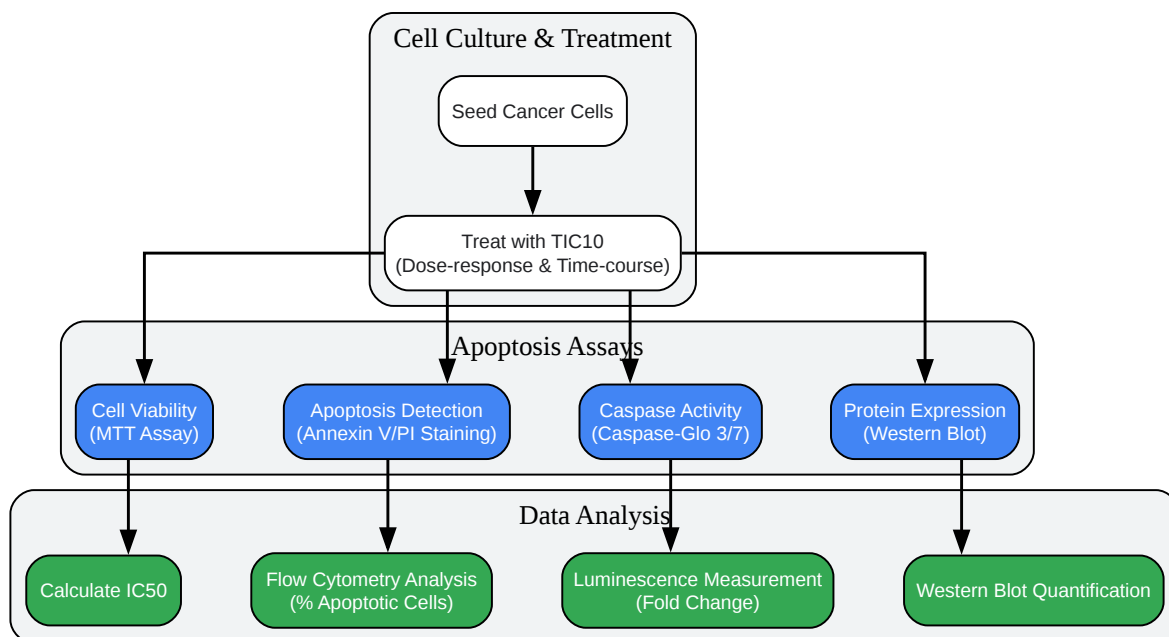 Cell Culture & Treatment
Seed Cancer Cells
Treat with TIC10
(Dose-response & Time-course)
Apoptosis Assays
Cell Viability
(MTT Assay)
Apoptosis Detection
(Annexin V/PI Staining)
Caspase Activity
(Caspase-Glo 3/7)
Protein Expression
(Western Blot)
Data Analysis
Calculate IC50
Flow Cytometry Analysis
(% Apoptotic Cells)
Luminescence Measurement
(Fold Change)
Western Blot Quantification